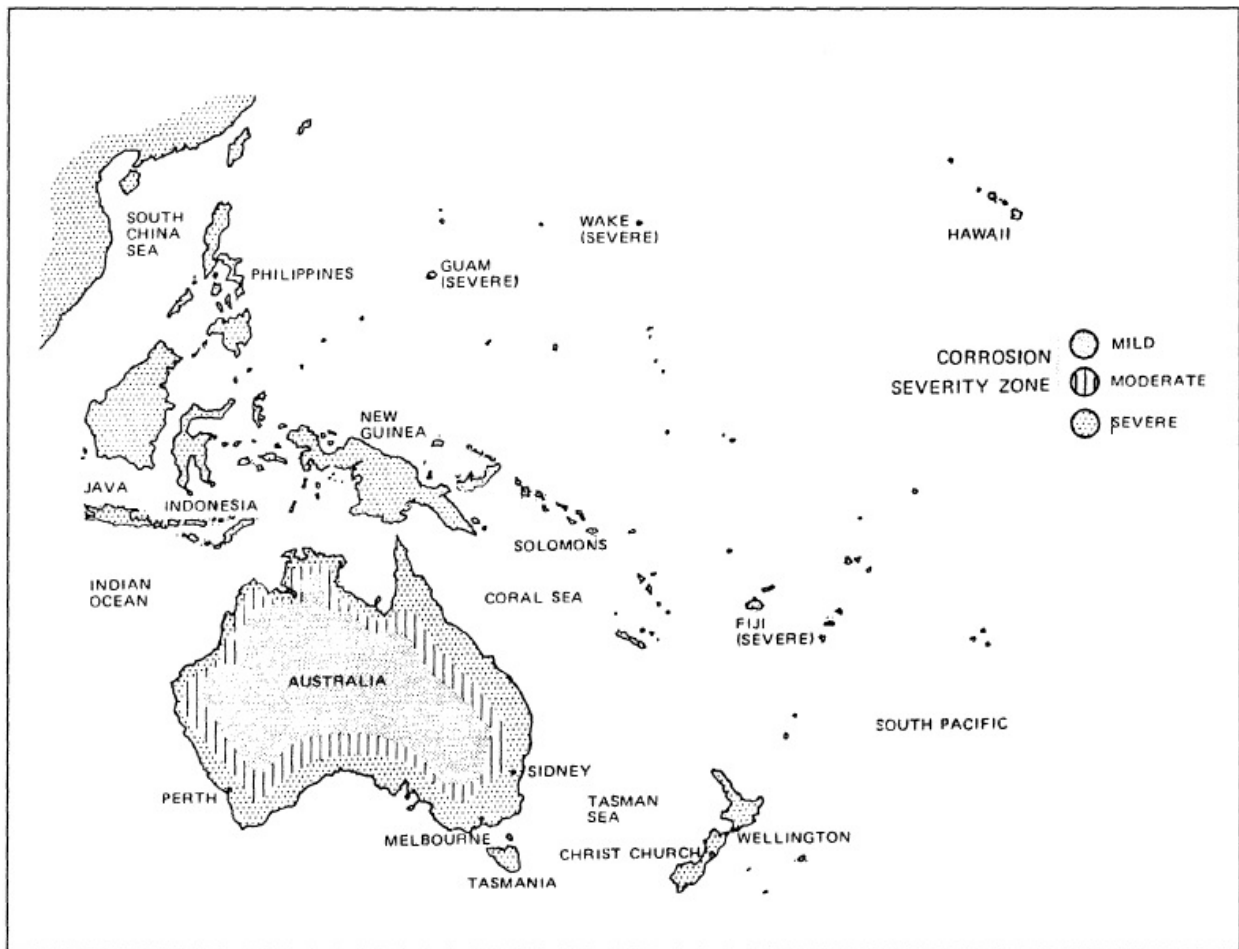 SOUTH
CHINA
SEA
PHILIPPINES
GUAM
(SEVERE)
WAKE
(SEVERE)
HAWAII
CORROSION
SEVERITY ZONE
MILD
MODERATE
SEVERE
NEW
GUINEA
JAVA
INDONESIA
SOLOMONS
INDIAN
OCEAN
CORAL SEA
FIJI
(SEVERE)
AUSTRALIA
SOUTH PACIFIC
SIDNEY
PERTH
TASMAN
SEA
MELBOURNE
WELLINGTON
CHRIST CHURCH
TASMANIA